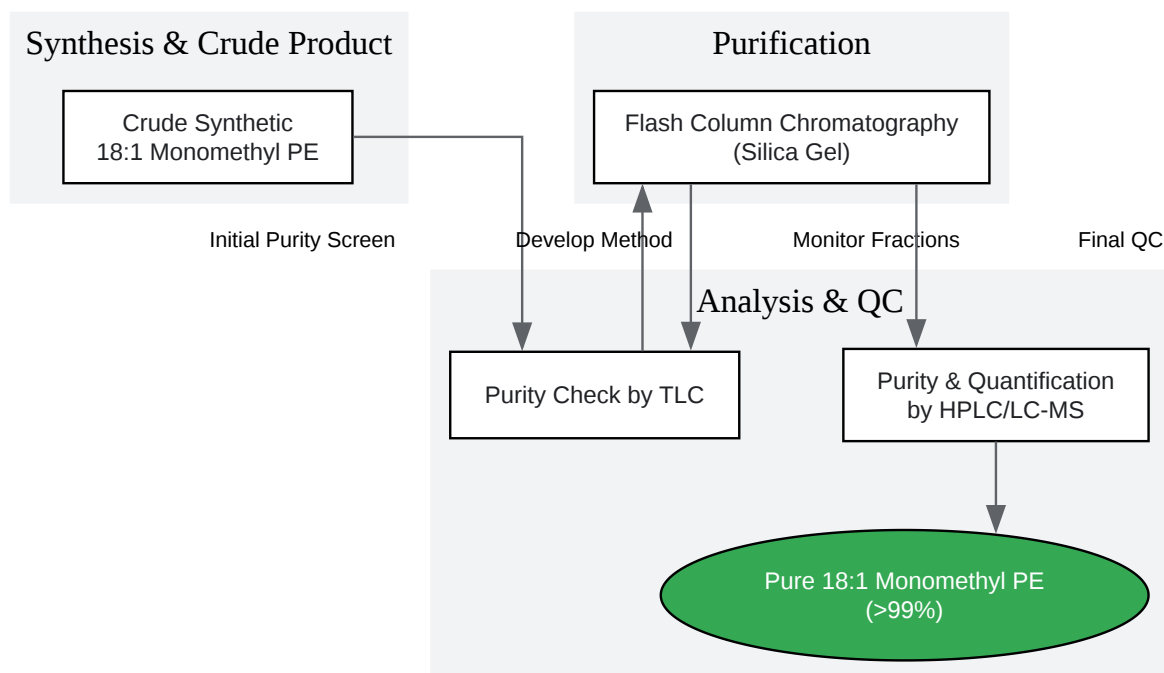 Synthesis & Crude Product
Crude Synthetic
18:1 Monomethyl PE
Purification
Flash Column Chromatography
(Silica Gel)
Initial Purity Screen
Develop Method
Monitor Fractions
Final QC
Analysis & QC
Purity Check by TLC
Purity & Quantification
by HPLC/LC-MS
Pure 18:1 Monomethyl PE
(>99%)